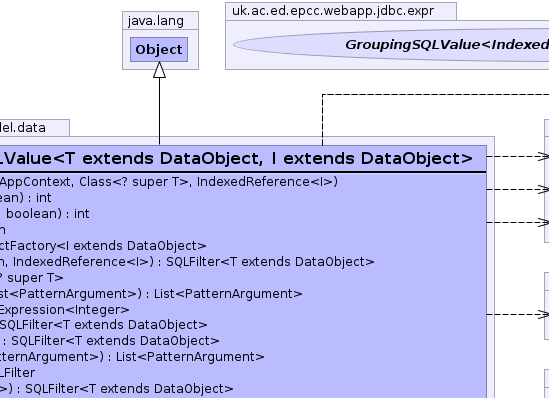 java.lang
uk.ac.ed.epcc.webapp.jdbc.expr
Object
GroupingSQLValue<Indexed
del.data
LValue<T extends DataObject, I extends DataObject>
AppContext, Class<? super T>, IndexedReference<I>)
ean) : int
, boolean) : int
n
ctFactory<I extends DataObject>
n, IndexedReference<I>) : SQLFilter<T extends DataObject>
? super T>
st<PatternArgument>) : List<PatternArgument>
Expression<Integer>
SQLFilter<T extends DataObject>
: SQLFilter<T extends DataObject>
tternArgument>) : List<PatternArgument>
LFilter
>) : SQLFilter<T extends DataObject>